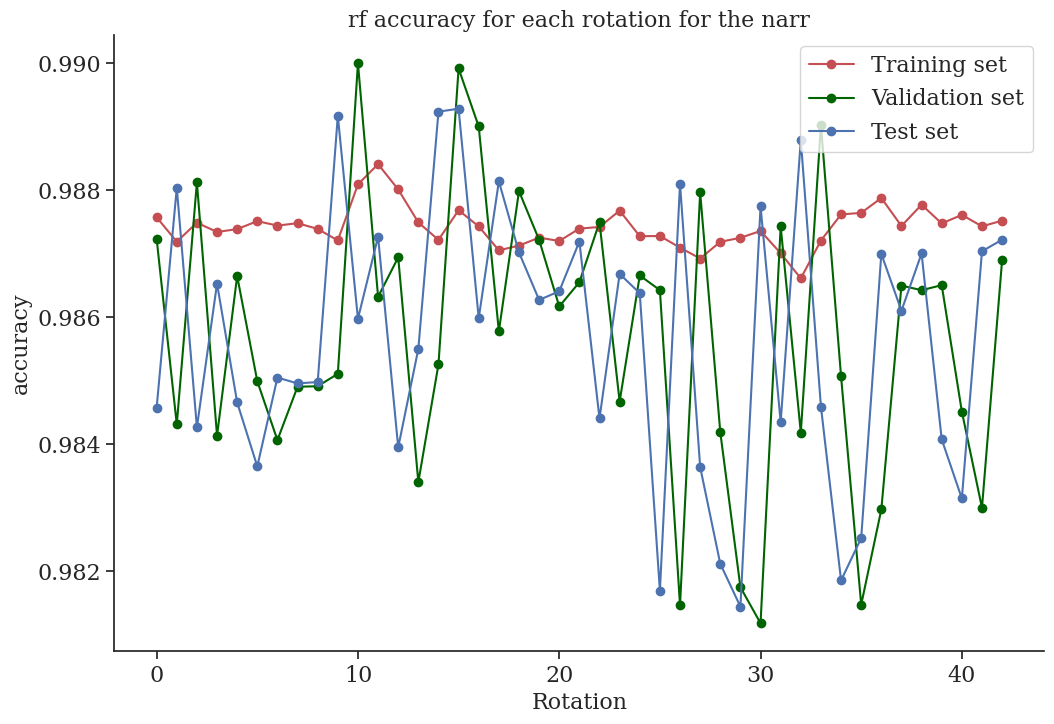 rf accuracy for each rotation for the narr
Training set
Validation set
Test set
0.990
0.988
0.986
0.984
0.982
accuracy
0 10 20 30 40
Rotation